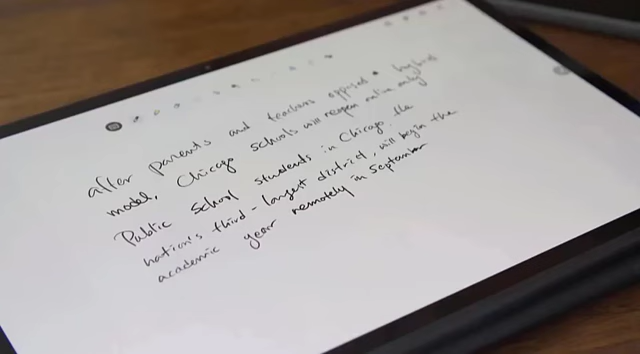 after parents and teachers opposed a hybrid
model, Chicago schools will reopen online only
Public School students in Chicago, the
nation's third-largest district, will begin the
academic year remotely in September